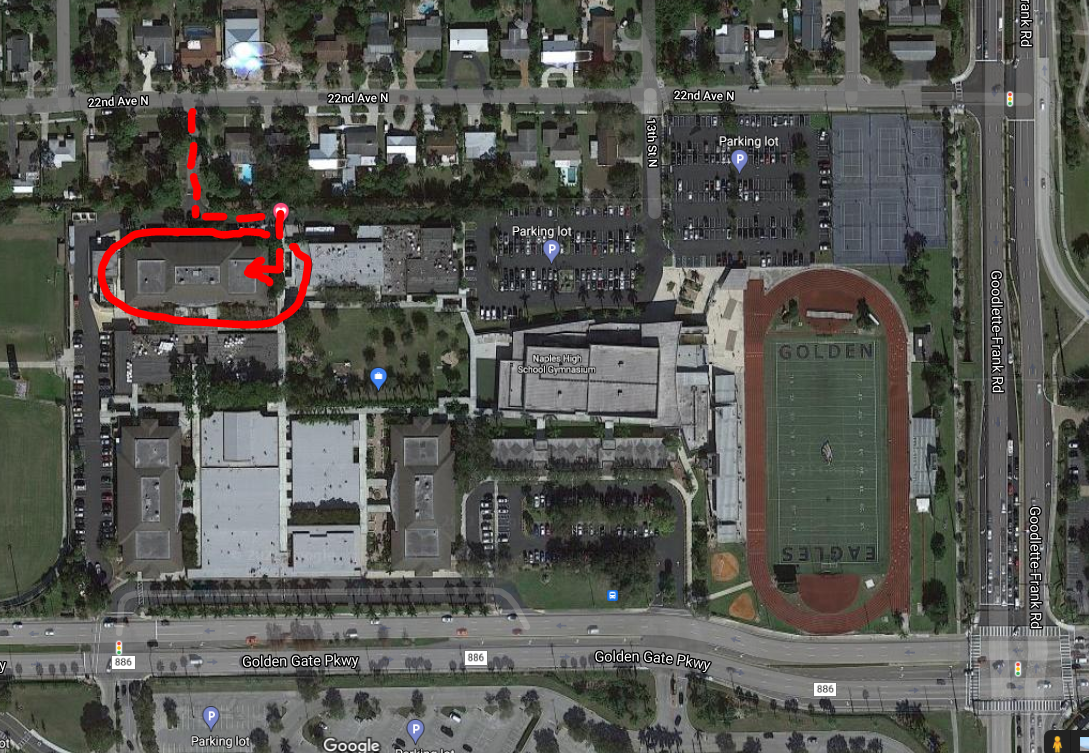 Frank Rd
22nd Ave N
22nd Ave N
22nd Ave N
13th St N
Parking lot
P
Parking lot
P
Naples High
School Gymnasium
GOLDEN
EAGLES
Goodlette-Frank Rd
Goodlette-Frank Rd
886
Golden Gate Pkwy
886
Golden Gate Pkwy
886
P
Parking lot
P
Parking lot
Google